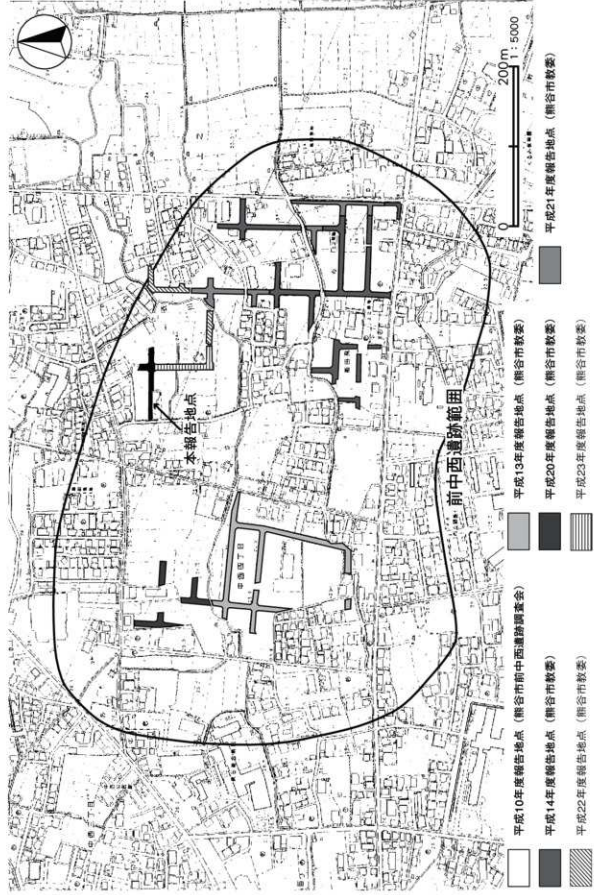 本報告地点
前中西遺跡範囲
0
200m
1：5000
平成10年度報告地点（熊谷市前中西遺跡調査会）
平成14年度報告地点（熊谷市教委）
平成22年度報告地点（熊谷市教委）
平成13年度報告地点（熊谷市教委）
平成20年度報告地点（熊谷市教委）
平成23年度報告地点（熊谷市教委）
平成21年度報告地点（熊谷市教委）